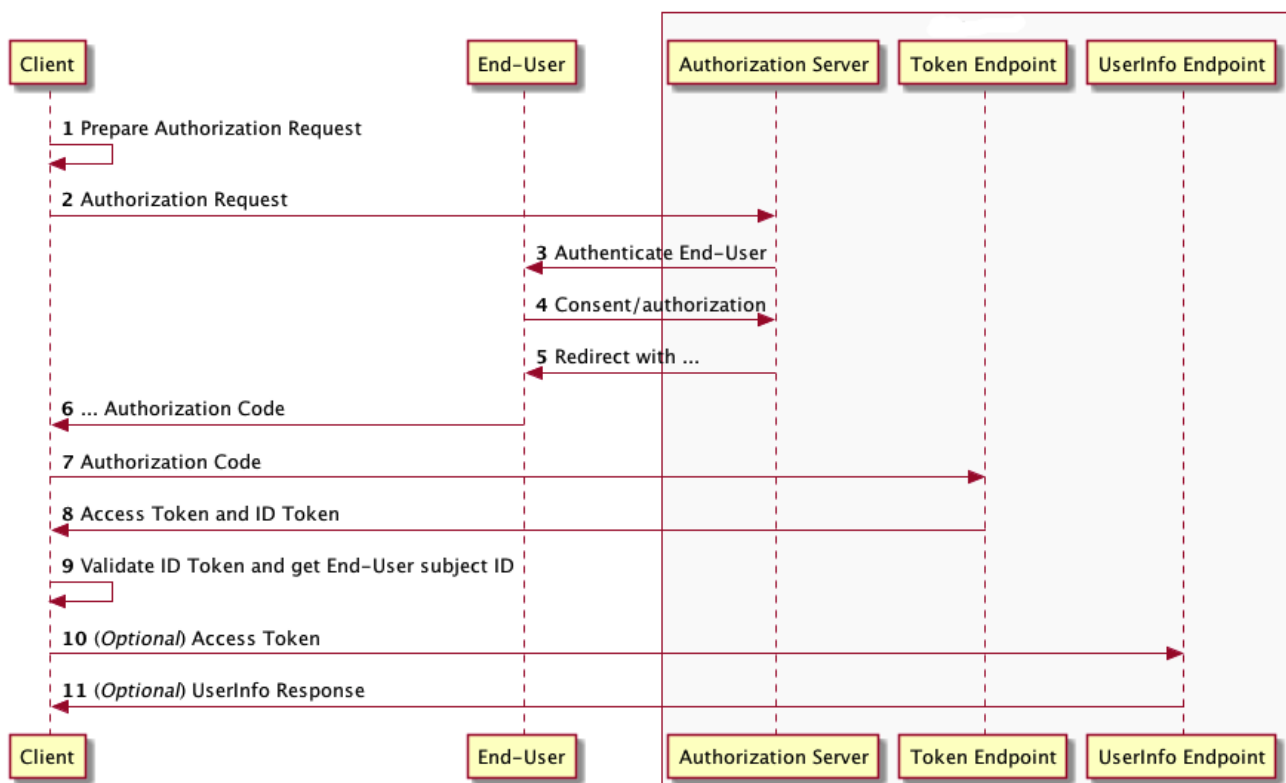 Client
End-User
Authorization Server
Token Endpoint
UserInfo Endpoint
1 Prepare Authorization Request
2 Authorization Request
3 Authenticate End-User
4 Consent/authorization
5 Redirect with ...
6 ... Authorization Code
7 Authorization Code
8 Access Token and ID Token
9 Validate ID Token and get End-User subject ID
10 (Optional) Access Token
11 (Optional) UserInfo Response
Client
End-User
Authorization Server
Token Endpoint
UserInfo Endpoint